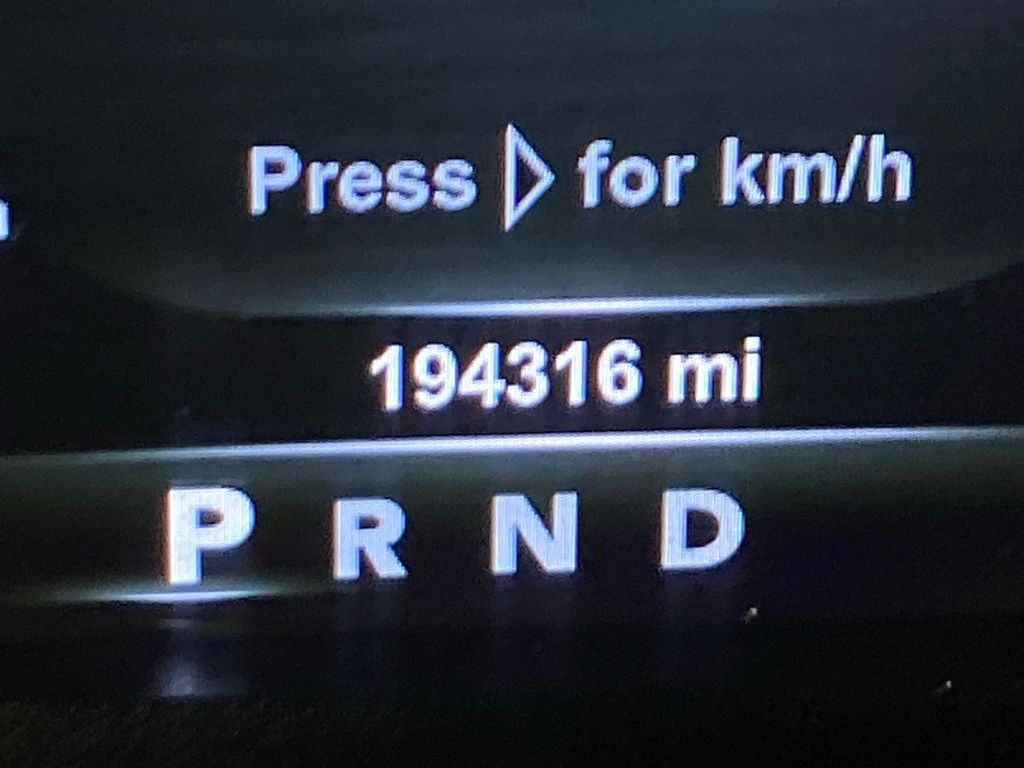 Press ▷ for km/h
194316 mi
P R N D